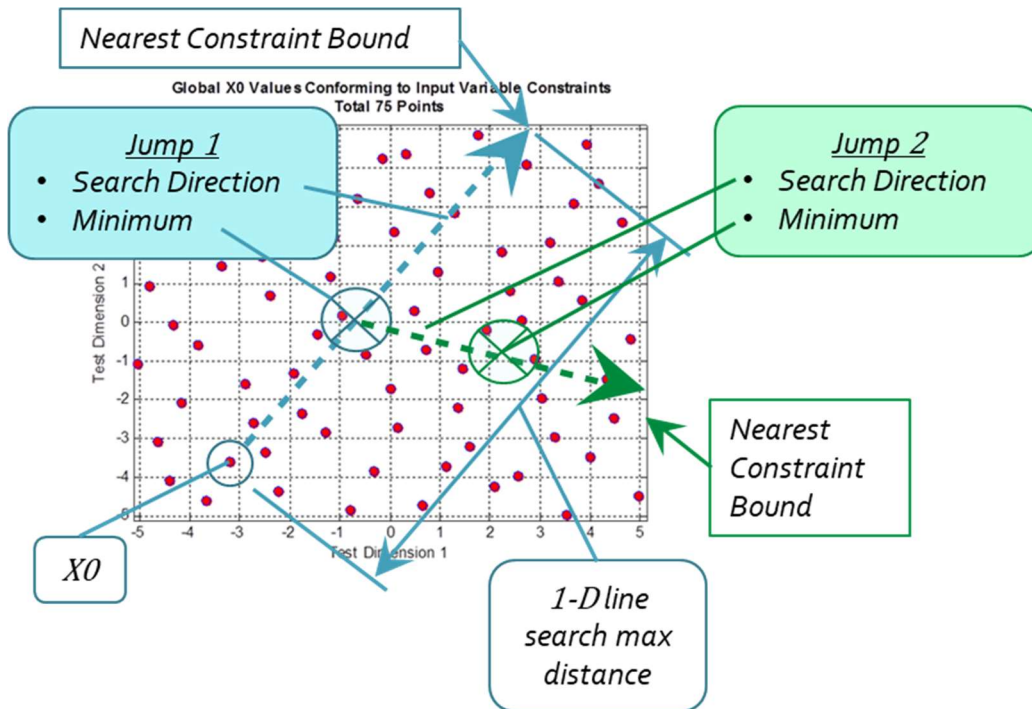 Nearest Constraint Bound
Global X0 Values Conforming to Input Variable Constraints
Total 75 Points
Jump 1
• Search Direction
• Minimum
Jump 2
• Search Direction
• Minimum
Test Dimension 2
1
0
-1
-2
-3
-4
-5 -4 -3 -2 -1 0 1 2 3 4 5
Test Dimension 1
X0
Nearest
Constraint
Bound
1-D line
search max
distance